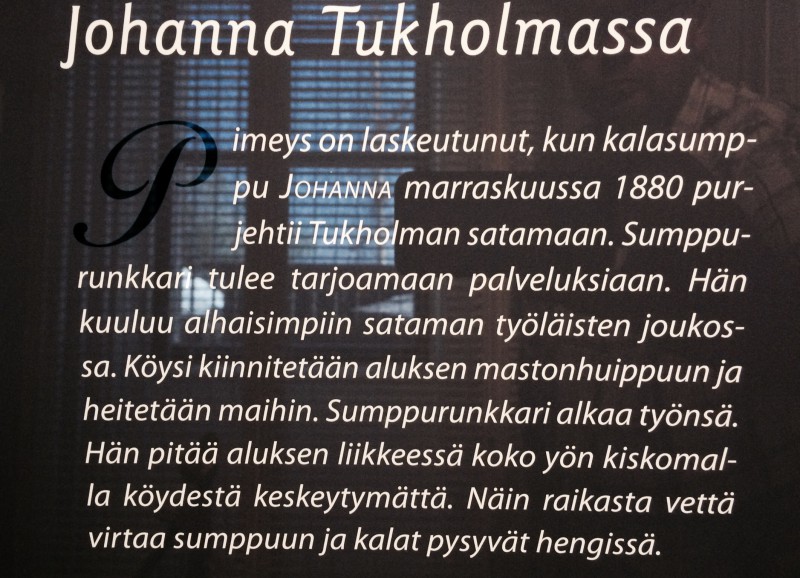 Johanna Tukholmassa
Pimeys on laskeutunut, kun kalasump-
pu JOHANNA marraskuussa 1880 pur-
jehtii Tukholman satamaan. Sumppu-
runkkari tulee tarjoamaan palveluksiaan. Hän
kuuluu alhaisimpiin sataman työläisten joukos-
sa. Köysi kiinnitetään aluksen mastonhuippuun ja
heitetään maihin. Sumppurunkkari alkaa työnsä.
Hän pitää aluksen liikkeessä koko yön kiskomal-
la köydestä keskeytymättä. Näin raikasta vettä
virtaa sumppuun ja kalat pysyvät hengissä.